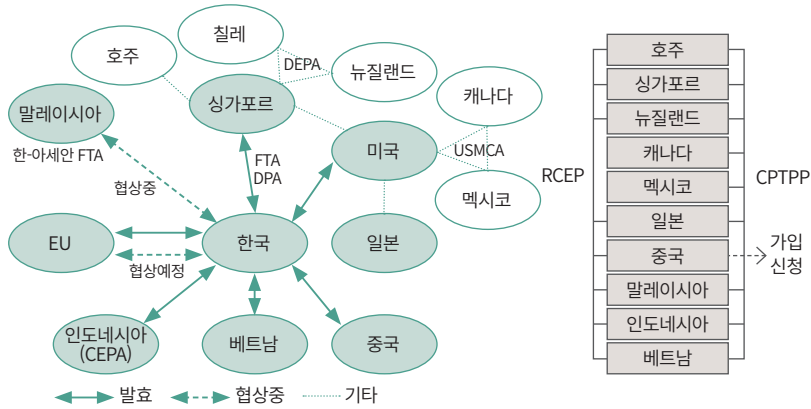 칠레
호주
DEPA
뉴질랜드
싱가포르
캐나다
말레이시아
한-아세안 FTA
미국
USMCA
FTA
DPA
협상중
멕시코
EU
한국
일본
협상예정
인도네시아
(CEPA)
베트남
중국
발효
협상중
기타
RCEP
호주
싱가포르
뉴질랜드
캐나다
멕시코
일본
중국
말레이시아
인도네시아
베트남
CPTPP
가입
신청